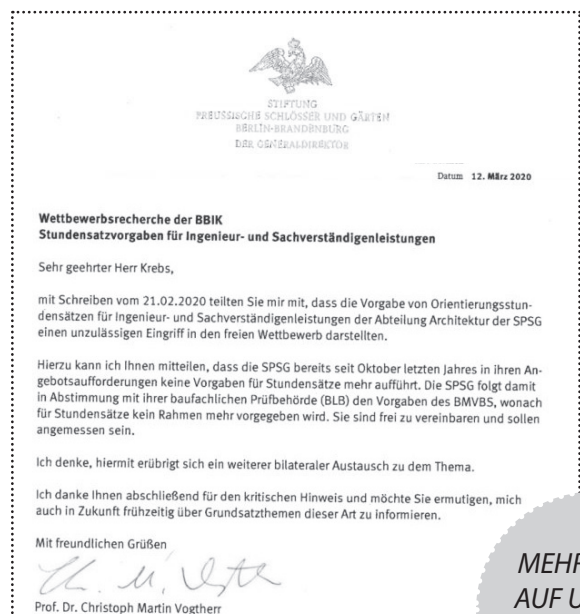 STIFTUNG
PREUSSISCHE SCHLÖSSER UND GÄRTEN
BERLIN-BRANDENBURG
DER GENERALDIREKTOR
Datum 12. März 2020
Wettbewerbsrecherche der BBIK
Stundensatzvorgaben für Ingenieur- und Sachverständigenleistungen
Sehr geehrter Herr Krebs,
mit Schreiben vom 21.02.2020 teilten Sie mir mit, dass die Vorgabe von Orientierungsstun-
densätzen für Ingenieur- und Sachverständigenleistungen der Abteilung Architektur der SPSG
einen unzulässigen Eingriff in den freien Wettbewerb darstellten.
Hierzu kann ich Ihnen mitteilen, dass die SPSG bereits seit Oktober letzten Jahres in ihren An-
gebotsaufforderungen keine Vorgaben für Stundensätze mehr aufführt. Die SPSG folgt damit
in Abstimmung mit ihrer baufachlichen Prüfbehörde (BLB) den Vorgaben des BMVBS, wonach
für Stundensätze kein Rahmen mehr vorgegeben wird. Sie sind frei zu vereinbaren und sollen
angemessen sein.
Ich denke, hiermit erübrigt sich ein weiterer bilateraler Austausch zu dem Thema.
Ich danke Ihnen abschließend für den kritischen Hinweis und möchte Sie ermutigen, mich
auch in Zukunft frühzeitig über Grundsatzthemen dieser Art zu informieren.
Mit freundlichen Grüßen
Prof. Dr. Christoph Martin Vogtherr
MEHR
AUF U